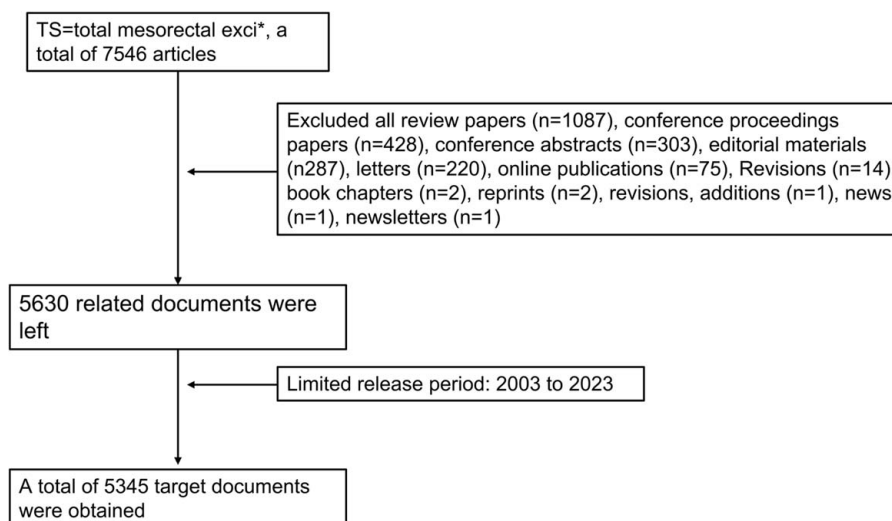 TS=total mesorectal exci*, a
total of 7546 articles
Excluded all review papers (n=1087), conference proceedings
papers (n=428), conference abstracts (n=303), editorial materials
(n287), letters (n=220), online publications (n=75), Revisions (n=14)
book chapters (n=2), reprints (n=2), revisions, additions (n=1), news
(n=1), newsletters (n=1)
5630 related documents were
left
Limited release period: 2003 to 2023
A total of 5345 target documents
were obtained